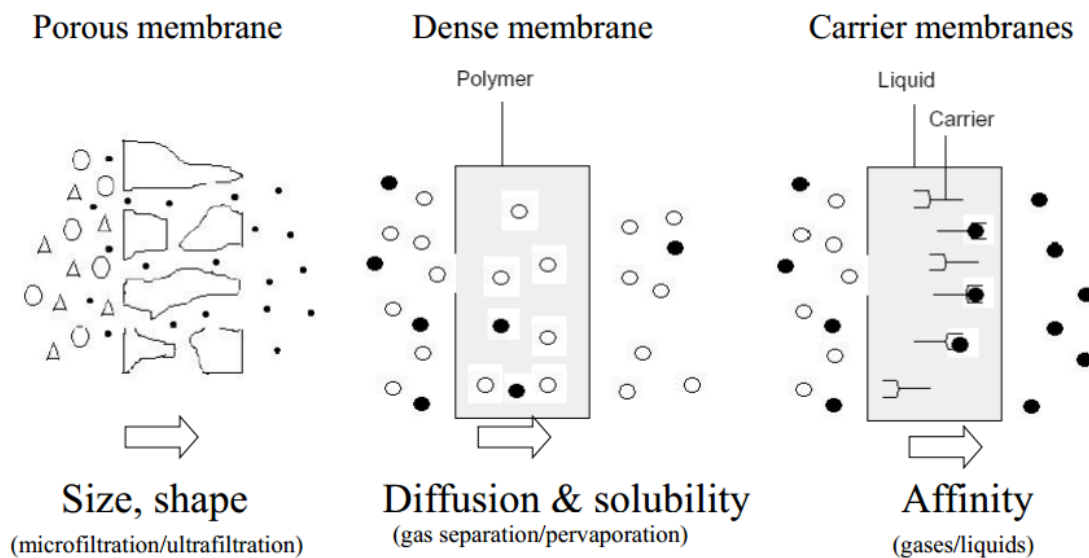 Porous membrane
Dense membrane
Carrier membranes
Polymer
Liquid
Carrier
Size, shape
(microfiltration/ultrafiltration)
Diffusion & solubility
(gas separation/pervaporation)
Affinity
(gases/liquids)